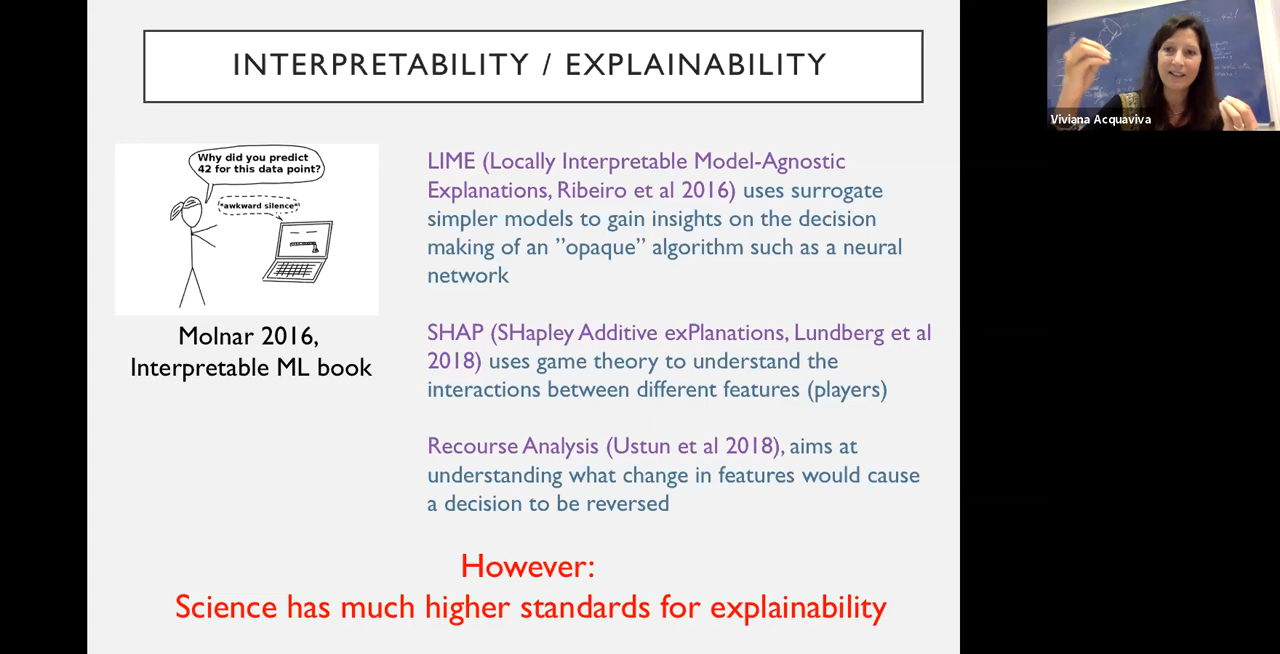 INTERPRETABILITY / EXPLAINABILITY
Why did you predict
42 for this data point?
*awkward silence*
Molnar 2016,
Interpretable ML book
LIME (Locally Interpretable Model-Agnostic
Explanations, Ribeiro et al 2016) uses surrogate
simpler models to gain insights on the decision
making of an ”opaque” algorithm such as a neural
network
SHAP (SHapley Additive exPlanations, Lundberg et al
2018) uses game theory to understand the
interactions between different features (players)
Recourse Analysis (Ustun et al 2018), aims at
understanding what change in features would cause
a decision to be reversed
However:
Science has much higher standards for explainability
Viviana Acquaviva